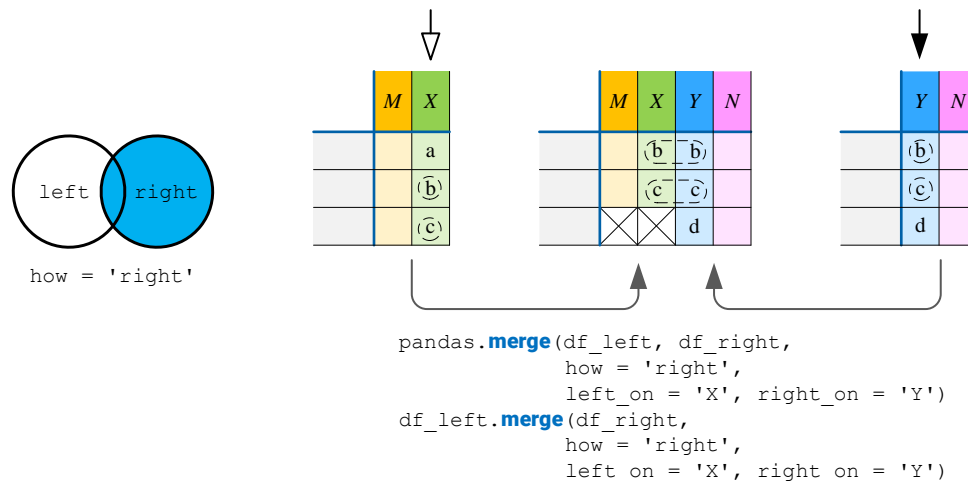 left right
how = 'right'
M X
a
b
c
M X Y N
b b
c c
d
Y N
b
c
d
pandas.merge(df_left, df_right,
how = 'right',
left_on = 'X', right_on = 'Y')
df_left.merge(df_right,
how = 'right',
left_on = 'X', right_on = 'Y')